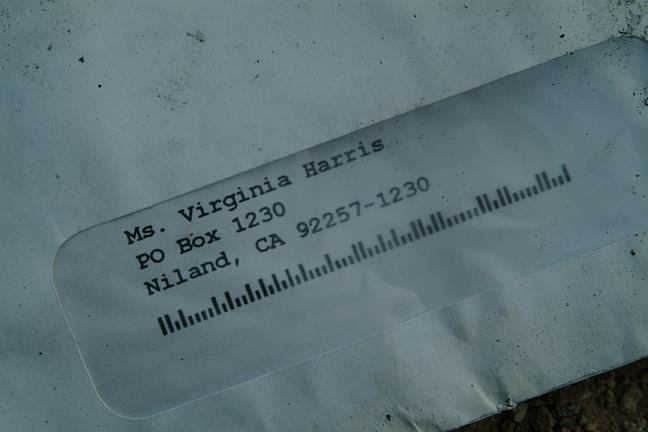 Ms. Virginia Harris
PO Box 1230
Niland, CA 92257-1230